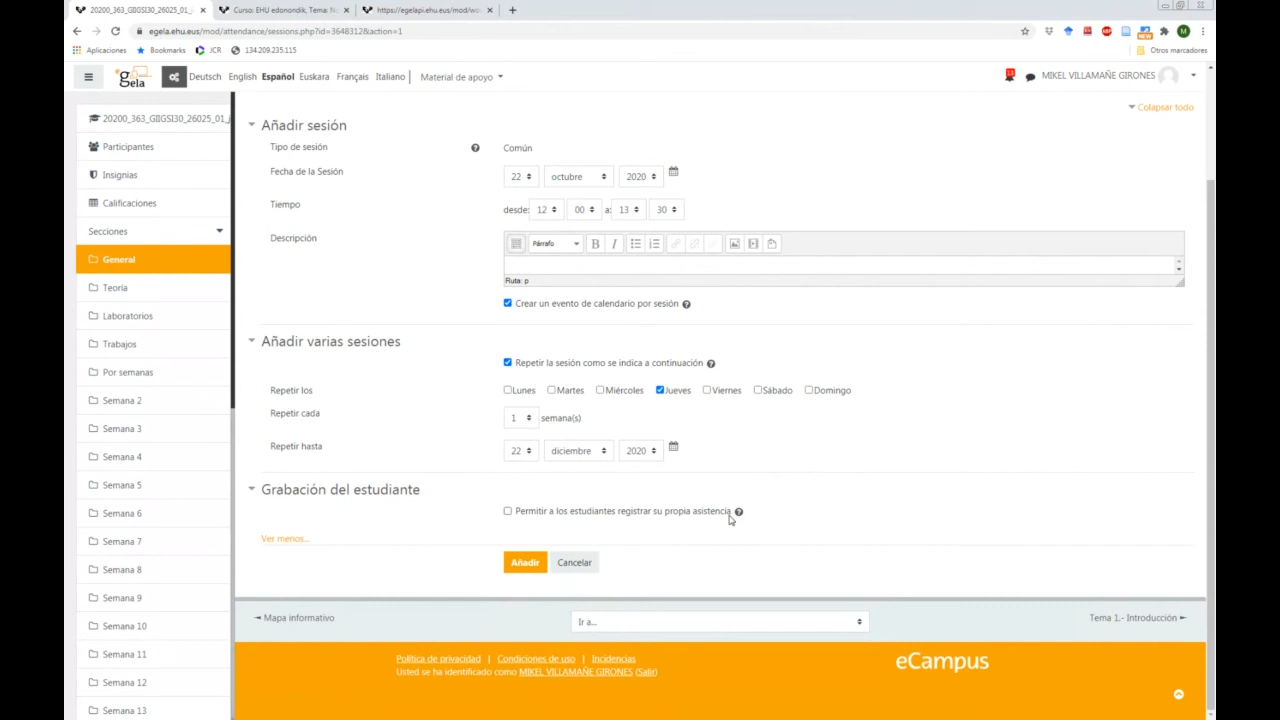 20200_363_GIIGSI30_26025_01_
Curso: EHU edonondik, Tema: N
https://egelapi.ehu.eus/mod/wo
egela.ehu.eus/mod/attendance/sessions.php?id=3648312&action=1
Aplicaciones Bookmarks JCR 134.209.235.115 Otros marcadores
gela Deutsch English Español Euskara Français Italiano Material de apoyo 13 MIKEL VILLAMAÑE GIRONES
Colapsar todo
20200_363_GIIGSI30_26025_01_
Participantes
Insignias
Calificaciones
Secciones
General
Teoría
Laboratorios
Trabajos
Por semanas
Semana 2
Semana 3
Semana 4
Semana 5
Semana 6
Semana 7
Semana 8
Semana 9
Semana 10
Semana 11
Semana 12
Semana 13
Añadir sesión
Tipo de sesión Común
Fecha de la Sesión 22 octubre 2020
Tiempo desde: 12 00 a: 13 30
Descripción Párrafo B I
Ruta: p
Crear un evento de calendario por sesión
Añadir varias sesiones
Repetir la sesión como se indica a continuación
Repetir los Lunes Martes Miércoles Jueves Viernes Sábado Domingo
Repetir cada 1 semana(s)
Repetir hasta 22 diciembre 2020
Grabación del estudiante
Permitir a los estudiantes registrar su propia asistencia
Ver menos...
Añadir Cancelar
Mapa informativo Ir a... Tema 1.- Introducción
Política de privacidad | Condiciones de uso | Incidencias
Usted se ha identificado como MIKEL VILLAMAÑE GIRONES (Salir)
eCampus